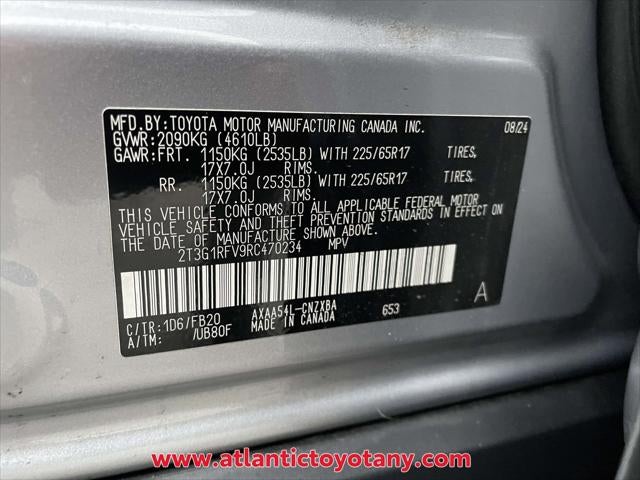 MFD.BY:TOYOTA MOTOR MANUFACTURING CANADA INC. 08/24
GVWR:2090KG (4610LB)
GAWR:FRT. 1150KG (2535LB) WITH 225/65R17 TIRES,
17X7.0J RIMS.
RR. 1150KG (2535LB) WITH 225/65R17 TIRES,
17X7.0J RIMS.
THIS VEHICLE CONFORMS TO ALL APPLICABLE FEDERAL MOTOR
VEHICLE SAFETY AND THEFT PREVENTION STANDARDS IN EFFECT ON
THE DATE OF MANUFACTURE SHOWN ABOVE.
2T3G1RFV9RC470234 MPV
C/TR:1D6/FB20 AXAA54L-CNZXBA 653 A
A/TM: /UB80F MADE IN CANADA
www.atlantictoyotany.com